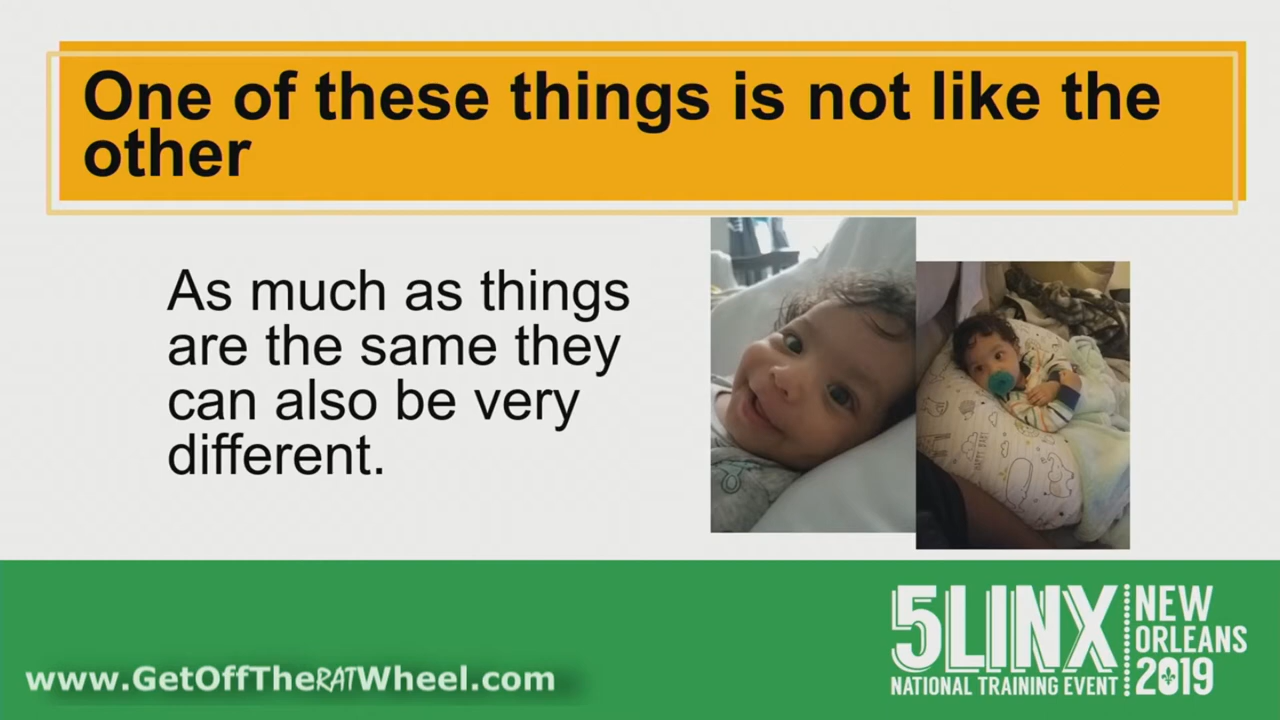 One of these things is not like the
other
As much as things
are the same they
can also be very
different.
www.GetOffTheRATWheel.com
5LINX
NATIONAL TRAINING EVENT
NEW
ORLEANS
2019